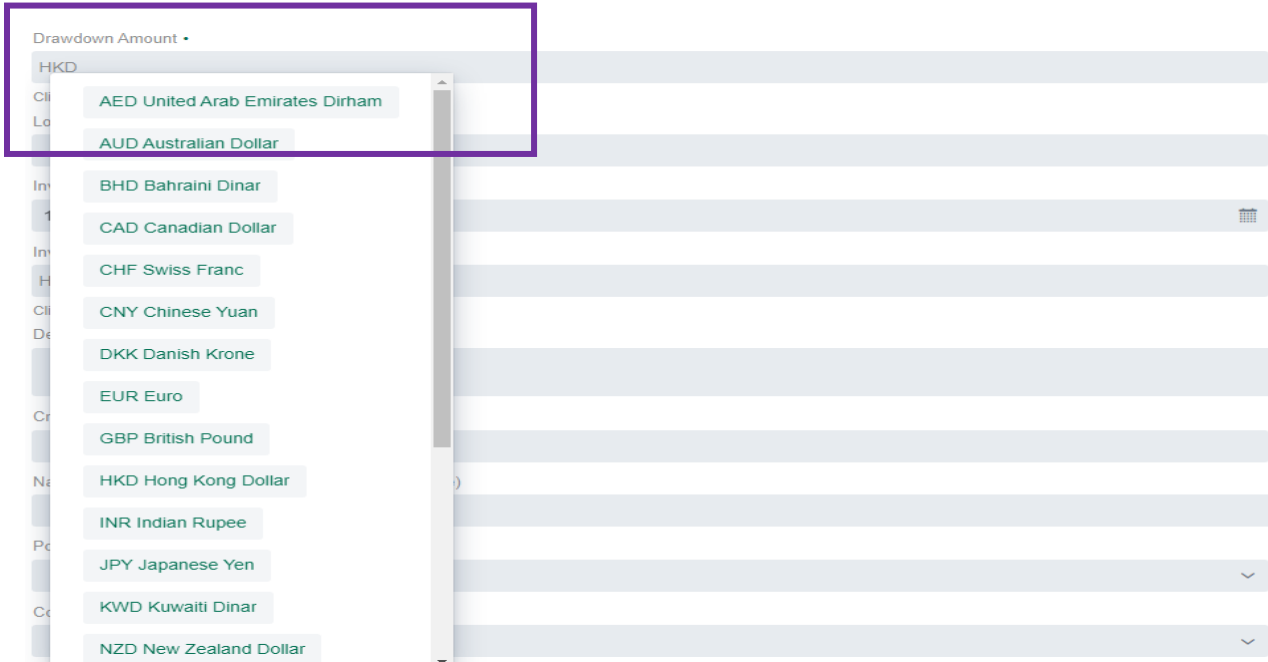 Drawdown Amount •
HKD
AED United Arab Emirates Dirham
AUD Australian Dollar
BHD Bahraini Dinar
CAD Canadian Dollar
CHF Swiss Franc
CNY Chinese Yuan
DKK Danish Krone
EUR Euro
GBP British Pound
HKD Hong Kong Dollar
INR Indian Rupee
JPY Japanese Yen
KWD Kuwaiti Dinar
NZD New Zealand Dollar